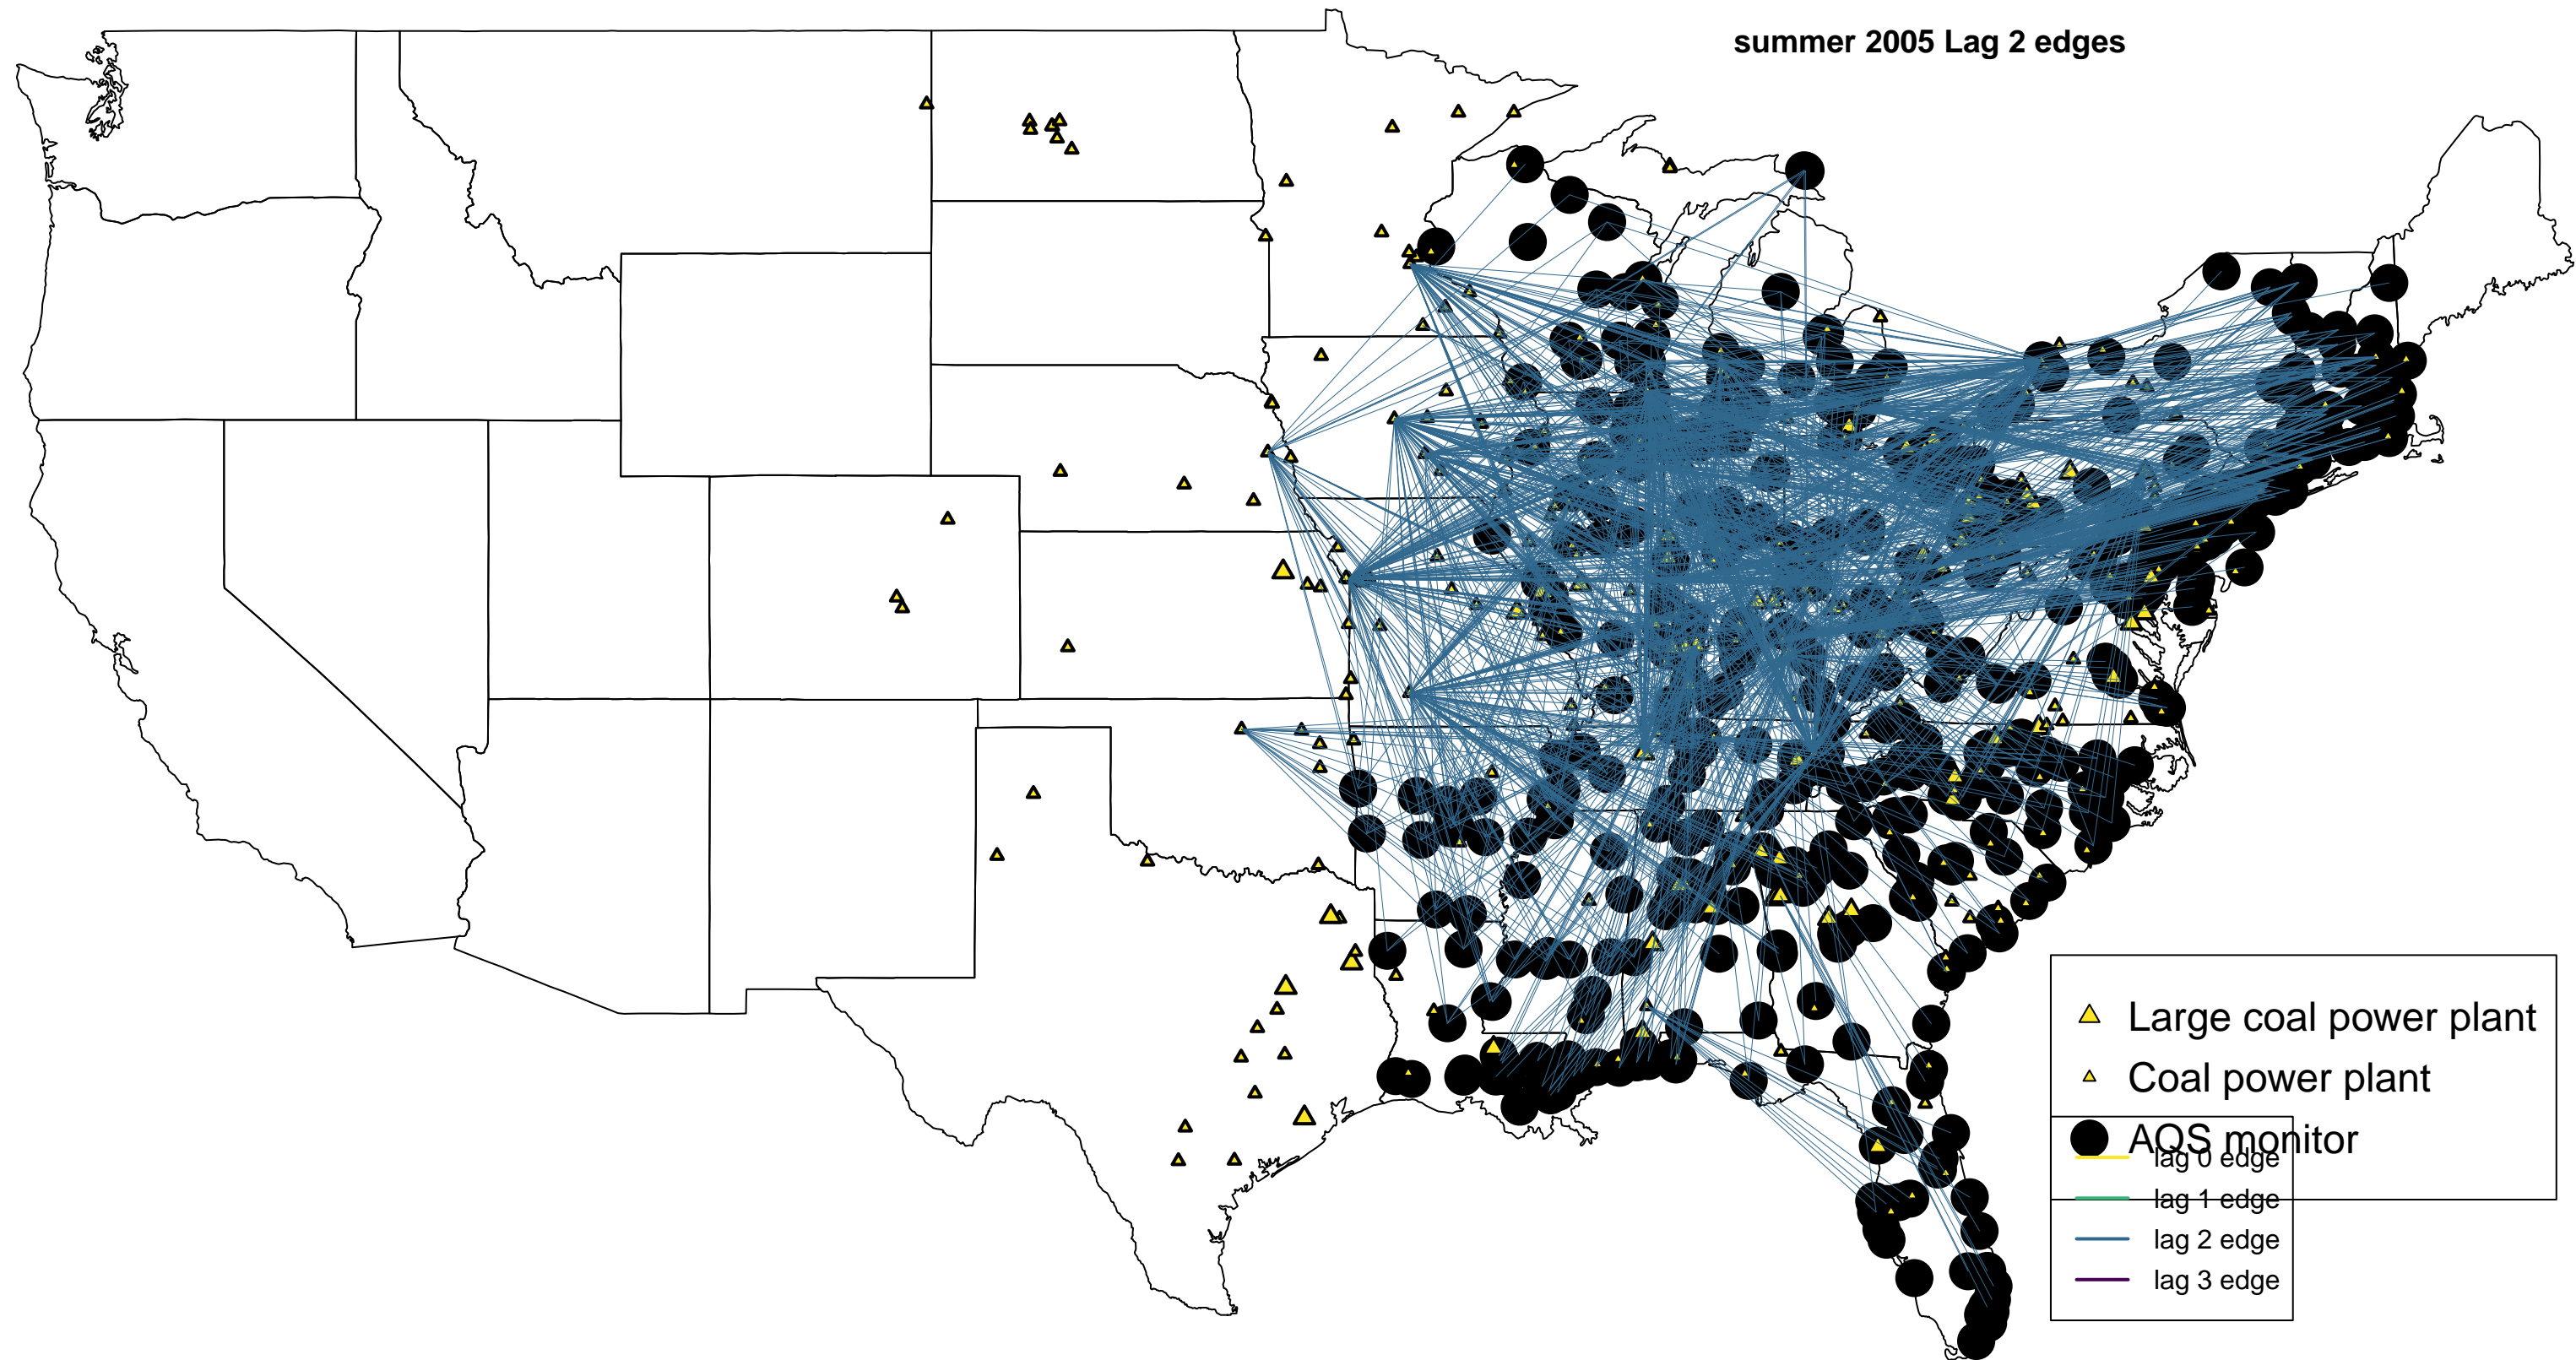 summer 2005 Lag 2 edges
Large coal power plant
Coal power plant
AQS monitor
lag 0 edge
lag 1 edge
lag 2 edge
lag 3 edge